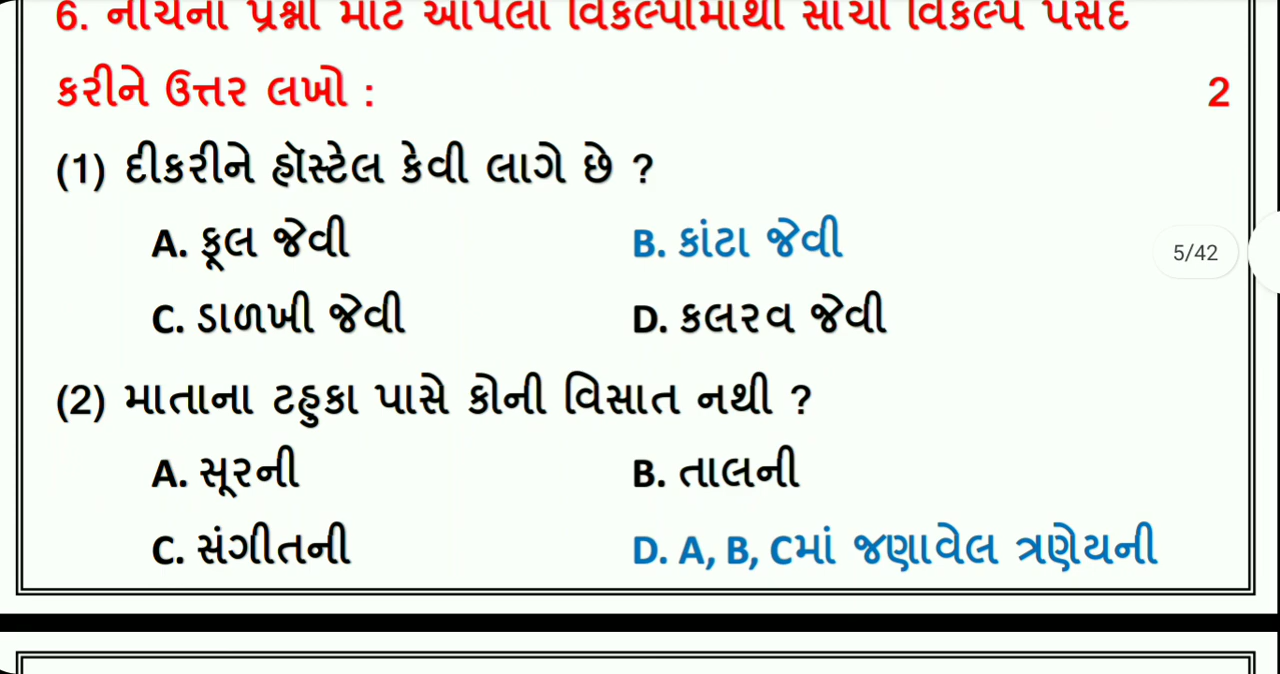 6. નીચેના પ્રશ્નો માટે આપેલા વિકલ્પોમાંથી સાચો વિકલ્પ પસંદ
કરીને ઉત્તર લખો : 2
(1) દીકરીને હૉસ્ટેલ કેવી લાગે છે ?
A. ફૂલ જેવી B. કાંટા જેવી
5/42
C. ડાળખી જેવી D. કલરવ જેવી
(2) માતાના ટહુકા પાસે કોની વિસાત નથી ?
A. સૂરની B. તાલની
C. સંગીતની D. A, B, Cમાં જણાવેલ ત્રણેયની